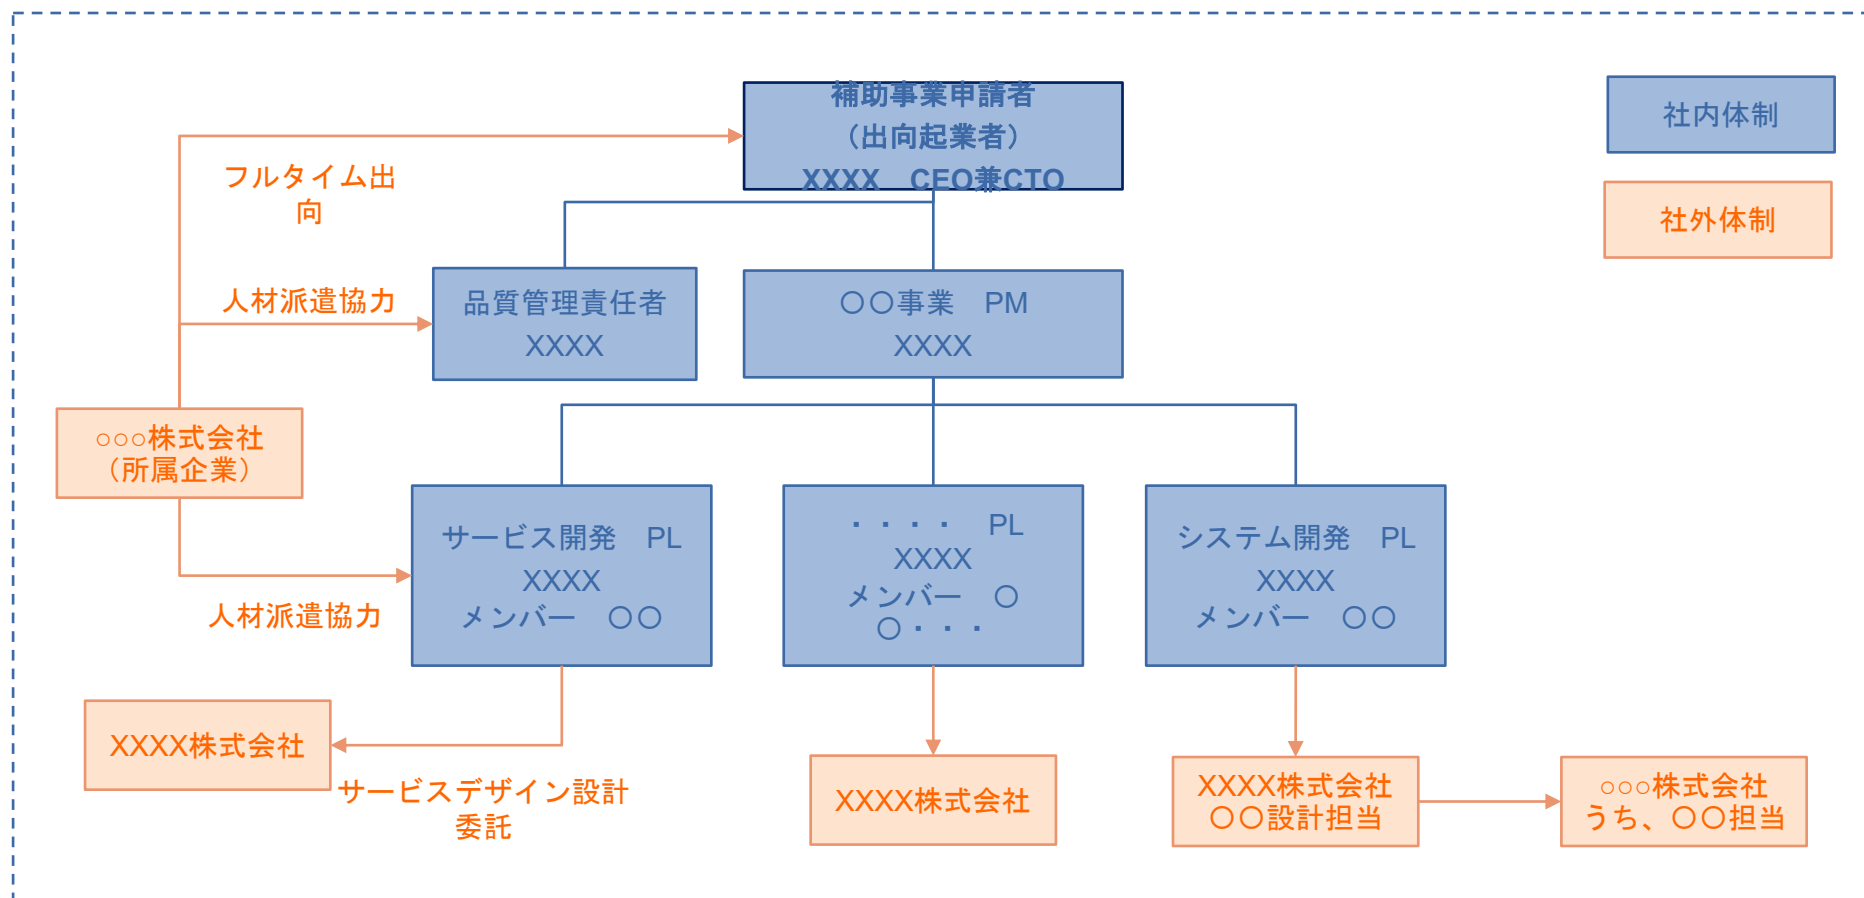 補助事業申請者
（出向起業者）
XXXX　CEO兼CTO
社内体制
社外体制
フルタイム出
向
人材派遣協力
品質管理責任者
XXXX
〇〇事業　PM
XXXX
○○○株式会社
（所属企業）
サービス開発　PL
XXXX
メンバー　〇〇
・・・・　PL
XXXX
メンバー　〇
〇・・・
システム開発　PL
XXXX
メンバー　〇〇
人材派遣協力
XXXX株式会社
サービスデザイン設計
委託
XXXX株式会社
XXXX株式会社
〇〇設計担当
○○○株式会社
うち、〇〇担当